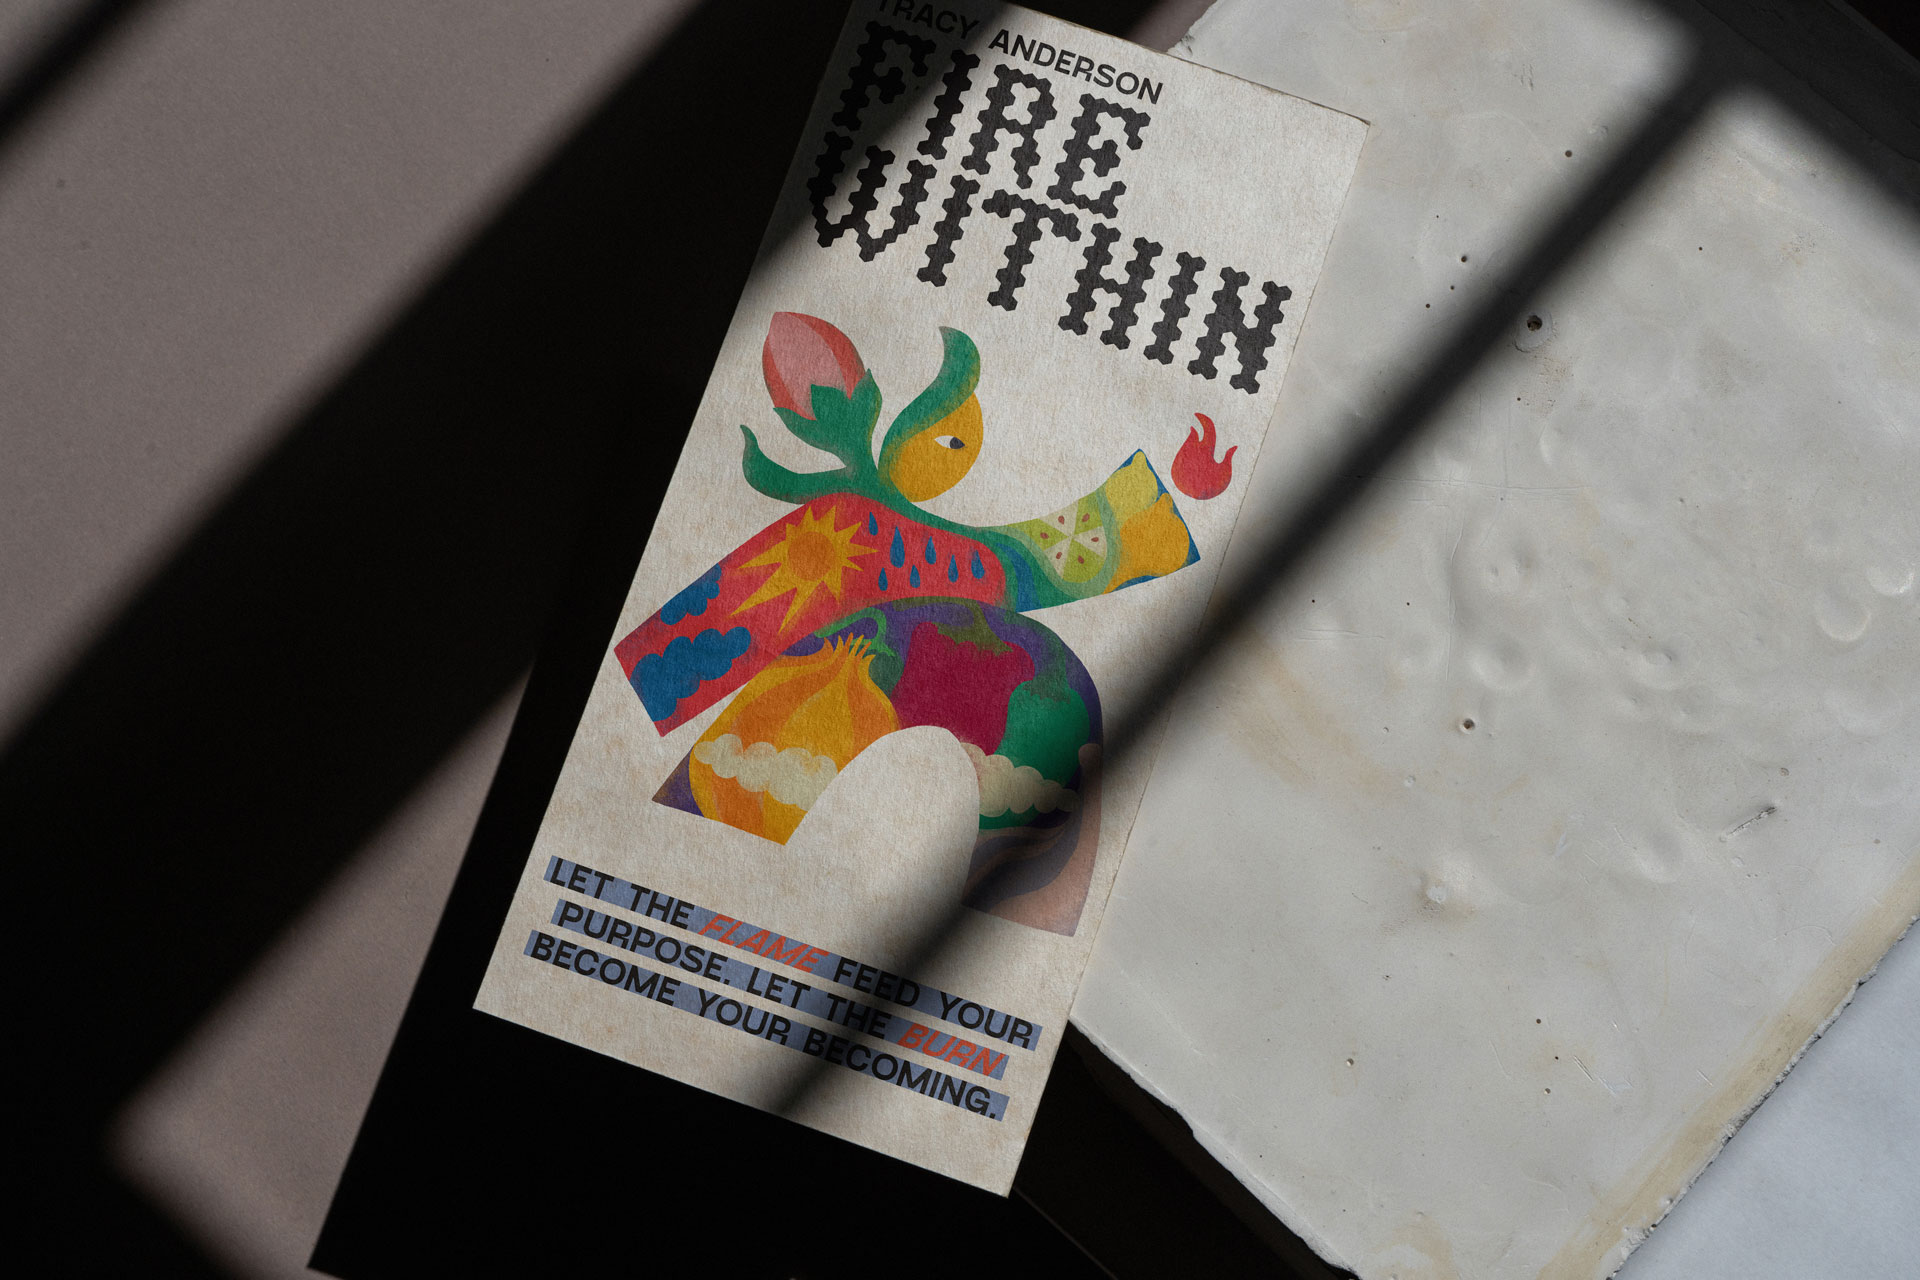 TRACY ANDERSON
FIRE
WITHIN
LET THE FLAME FEED YOUR
PURPOSE. LET THE BURN
BECOME YOUR BECOMING.